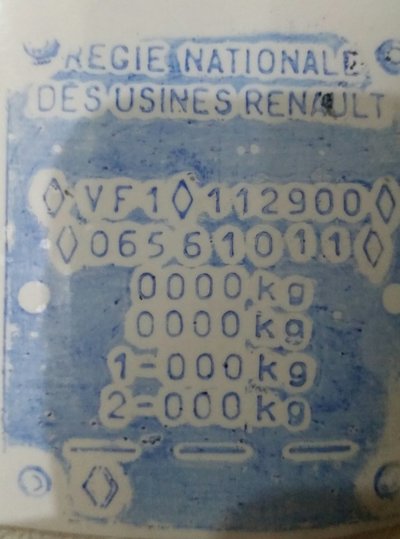 REGIE NATIONALE
DES USINES RENAULT
◊VF1◊112900◊
◊06561011◊
0000kg
0000kg
1-000kg
2-000kg